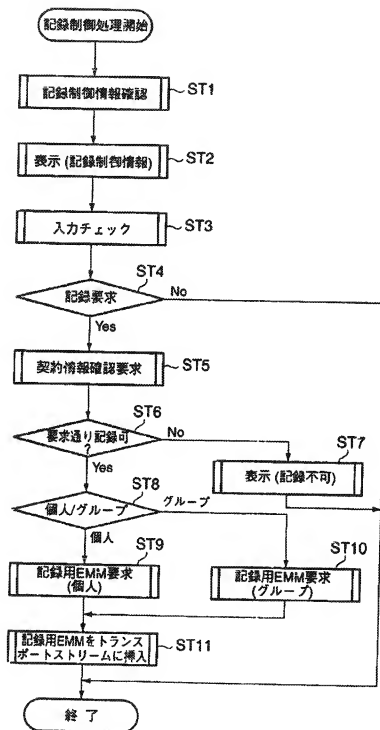 記録制御処理開始
記録制御情報確認
ST1
表示(記録制御情報)
ST2
入力チェック
ST3
ST4
記録要求
No
Yes
契約情報確認要求
ST5
ST6
要求通り記録可
?
No
Yes
ST7
表示(記録不可)
ST8
個人/グループ
グループ
個人
ST9
記録用EMM要求
(個人)
ST10
記録用EMM要求
(グループ)
記録用EMMをトランス
ポートストリームに挿入
ST11
終了